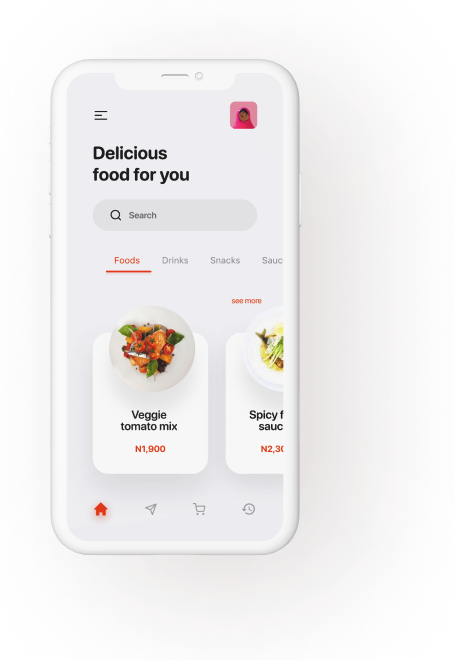 Delicious
food for you
Search
Foods Drinks Snacks Sauc
see more
Veggie
tomato mix
N1,900
Spicy f
sauc
N2,30